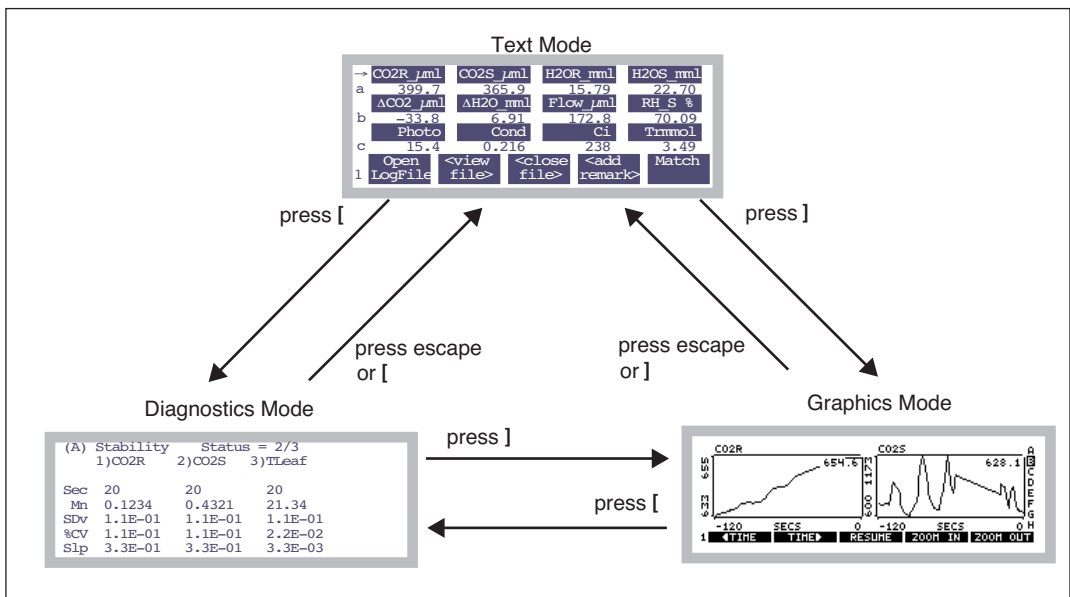 Text Mode
→ CO2R_µml CO2S_µml H2OR_mml H2OS_mml
a 399.7 365.9 15.79 22.70
∆CO2_µml ∆H2O_mml Flow_µml RH_S %
b -33.8 6.91 172.8 70.09
Photo Cond Ci Trmmol
c 15.4 0.216 238 3.49
Open <view <close <add Match
1 LogFile file> file> remark>
press [
press ]
press escape
or [
press escape
or ]
Diagnostics Mode
Graphics Mode
(A) Stability Status = 2/3
1)CO2R 2)CO2S 3)TLeaf
Sec 20 20 20
Mn 0.1234 0.4321 21.34
SDv 1.1E-01 1.1E-01 1.1E-01
%CV 1.1E-01 1.1E-01 2.2E-02
Slp 3.3E-01 3.3E-01 3.3E-03
press ]
press [
CO2R
655
654.6
633
-120 SECS 0
CO2S
1173
628.1
600
-120 SECS 0
A
B
C
D
E
F
G
H
1 ◄TIME TIME► RESUME ZOOM IN ZOOM OUT